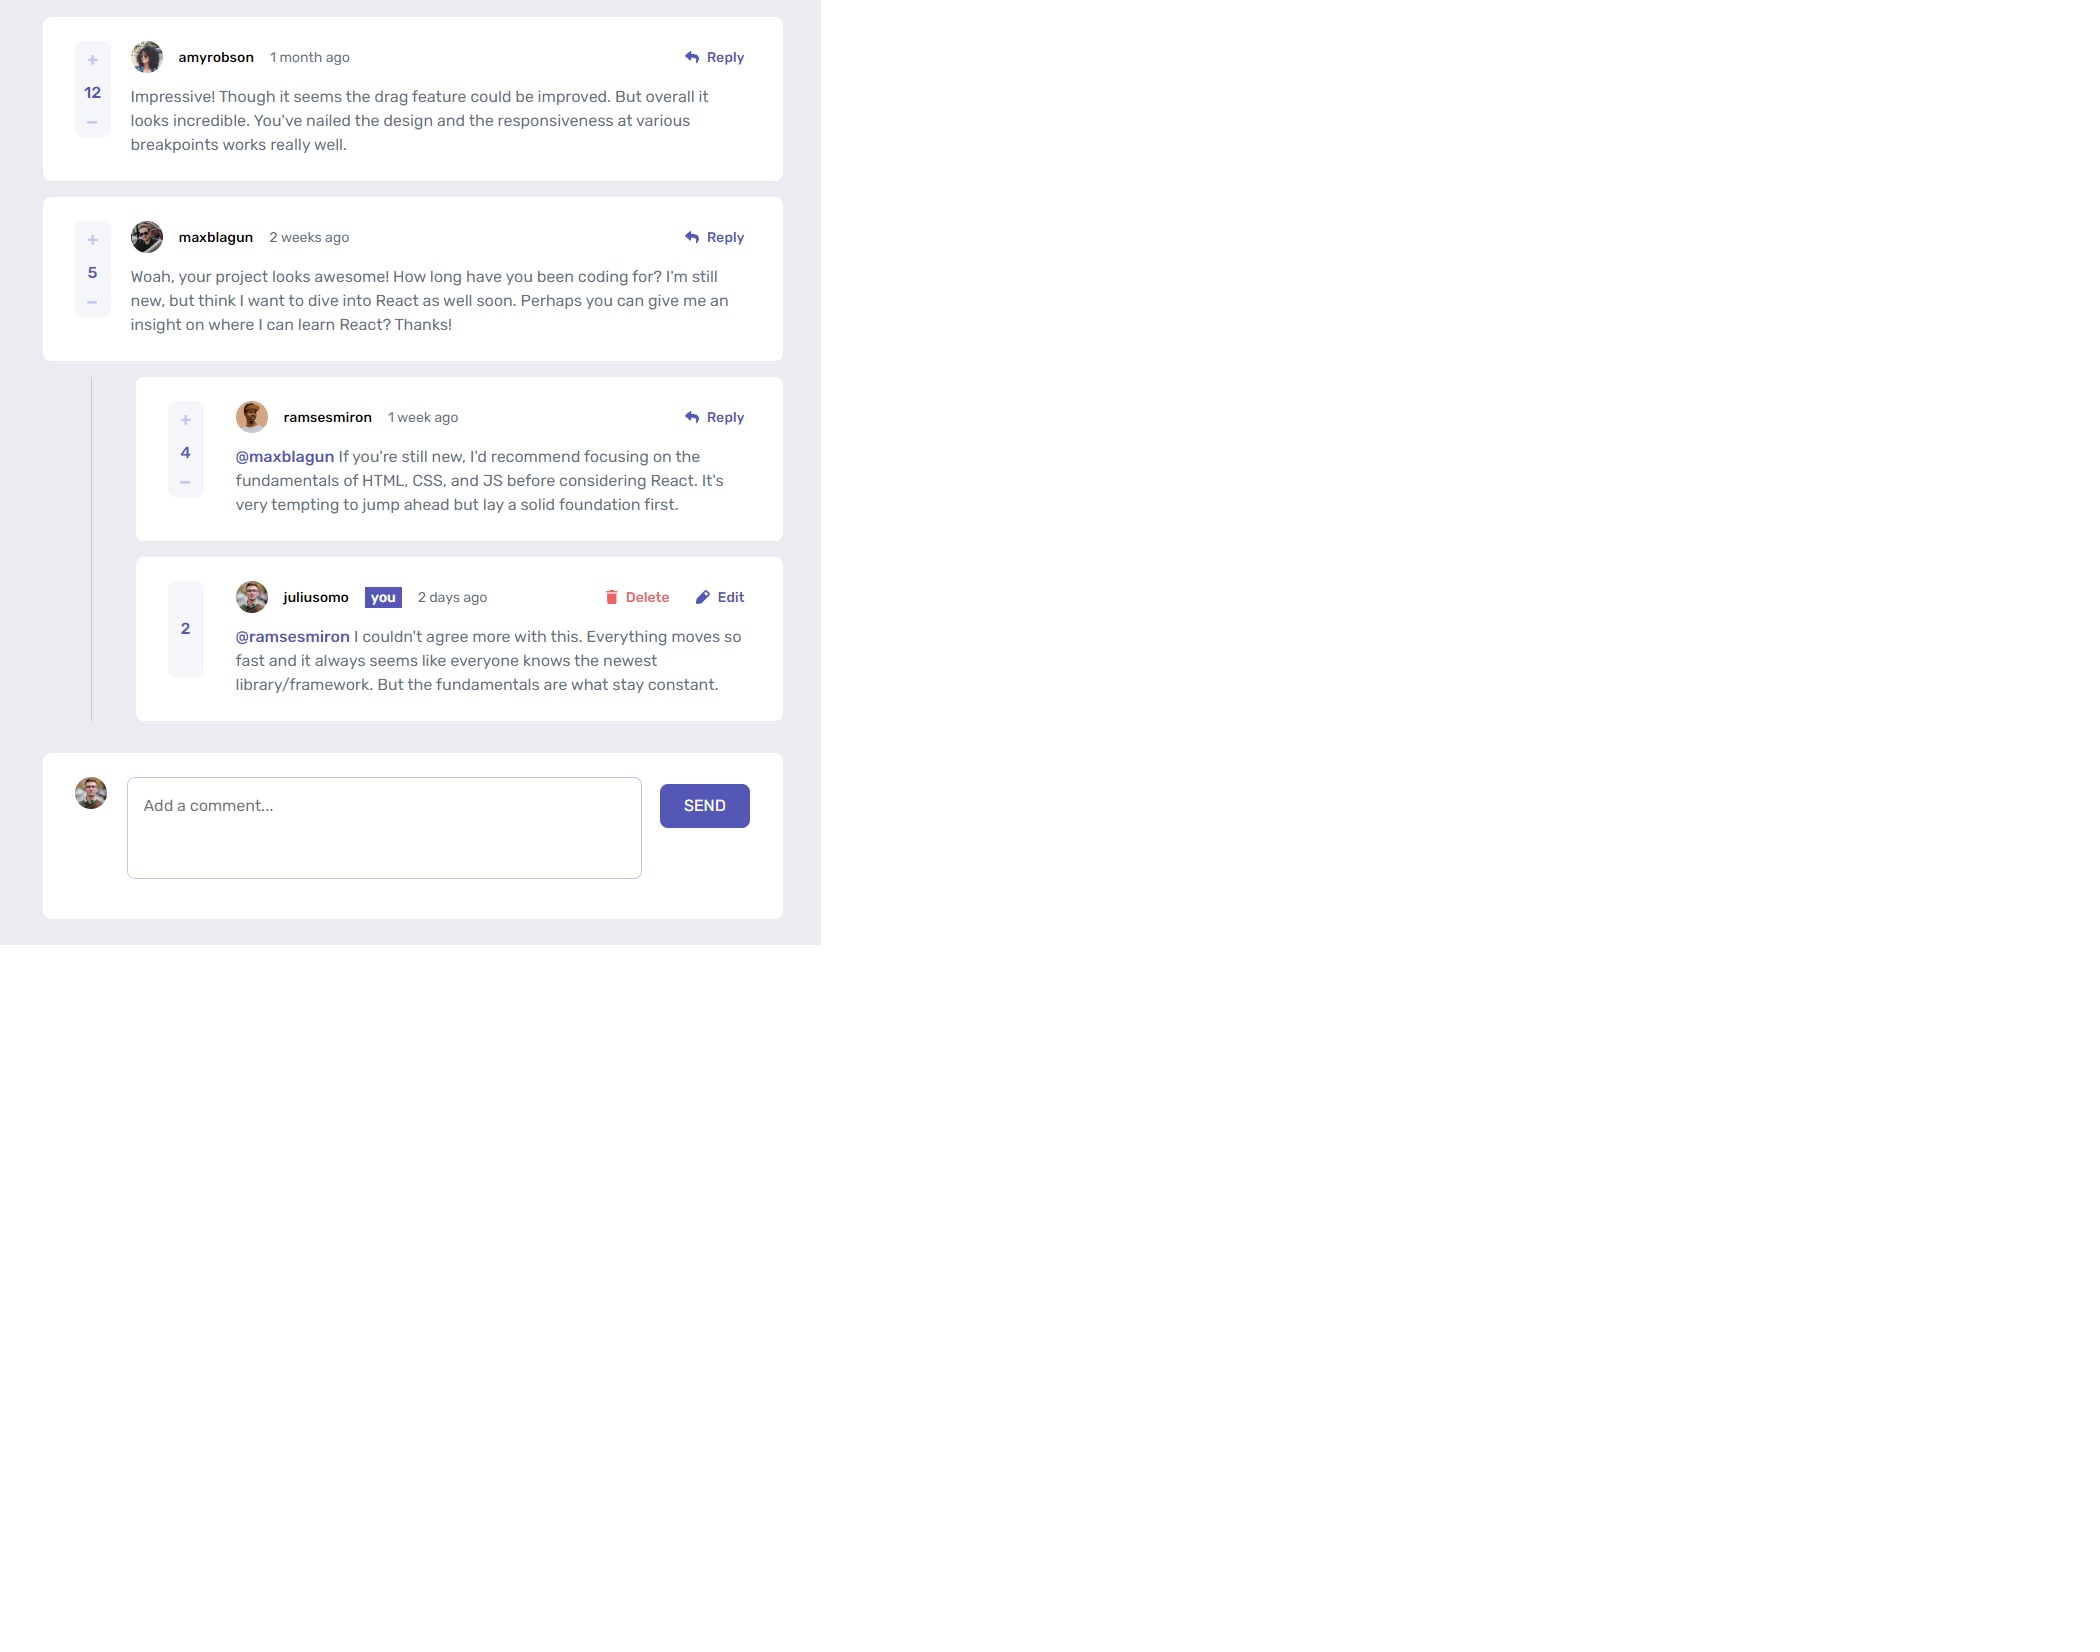 +
amyrobson 1 month ago Reply
12
Impressive! Though it seems the drag feature could be improved. But overall it
looks incredible. You've nailed the design and the responsiveness at various
breakpoints works really well.
−
+
maxblagun 2 weeks ago Reply
5
Woah, your project looks awesome! How long have you been coding for? I'm still
new, but think I want to dive into React as well soon. Perhaps you can give me an
insight on where I can learn React? Thanks!
−
+
ramsesmiron 1 week ago Reply
4
@maxblagun If you're still new, I'd recommend focusing on the
fundamentals of HTML, CSS, and JS before considering React. It's
very tempting to jump ahead but lay a solid foundation first.
−
juliusomo you 2 days ago Delete Edit
2
@ramsesmiron I couldn't agree more with this. Everything moves so
fast and it always seems like everyone knows the newest
library/framework. But the fundamentals are what stay constant.
Add a comment... SEND